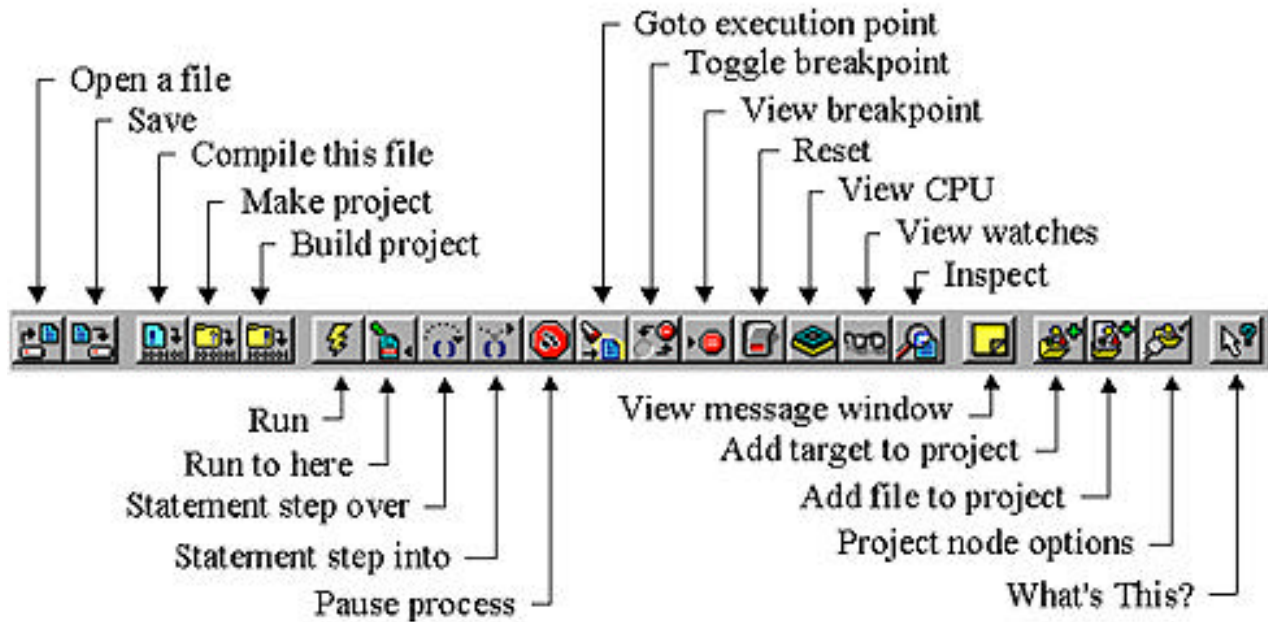 Goto execution point
Open a file
Toggle breakpoint
Save
View breakpoint
Compile this file
Reset
Make project
View CPU
Build project
View watches
Inspect
Run
View message window
Run to here
Add target to project
Statement step over
Add file to project
Statement step into
Project node options
Pause process
What's This?